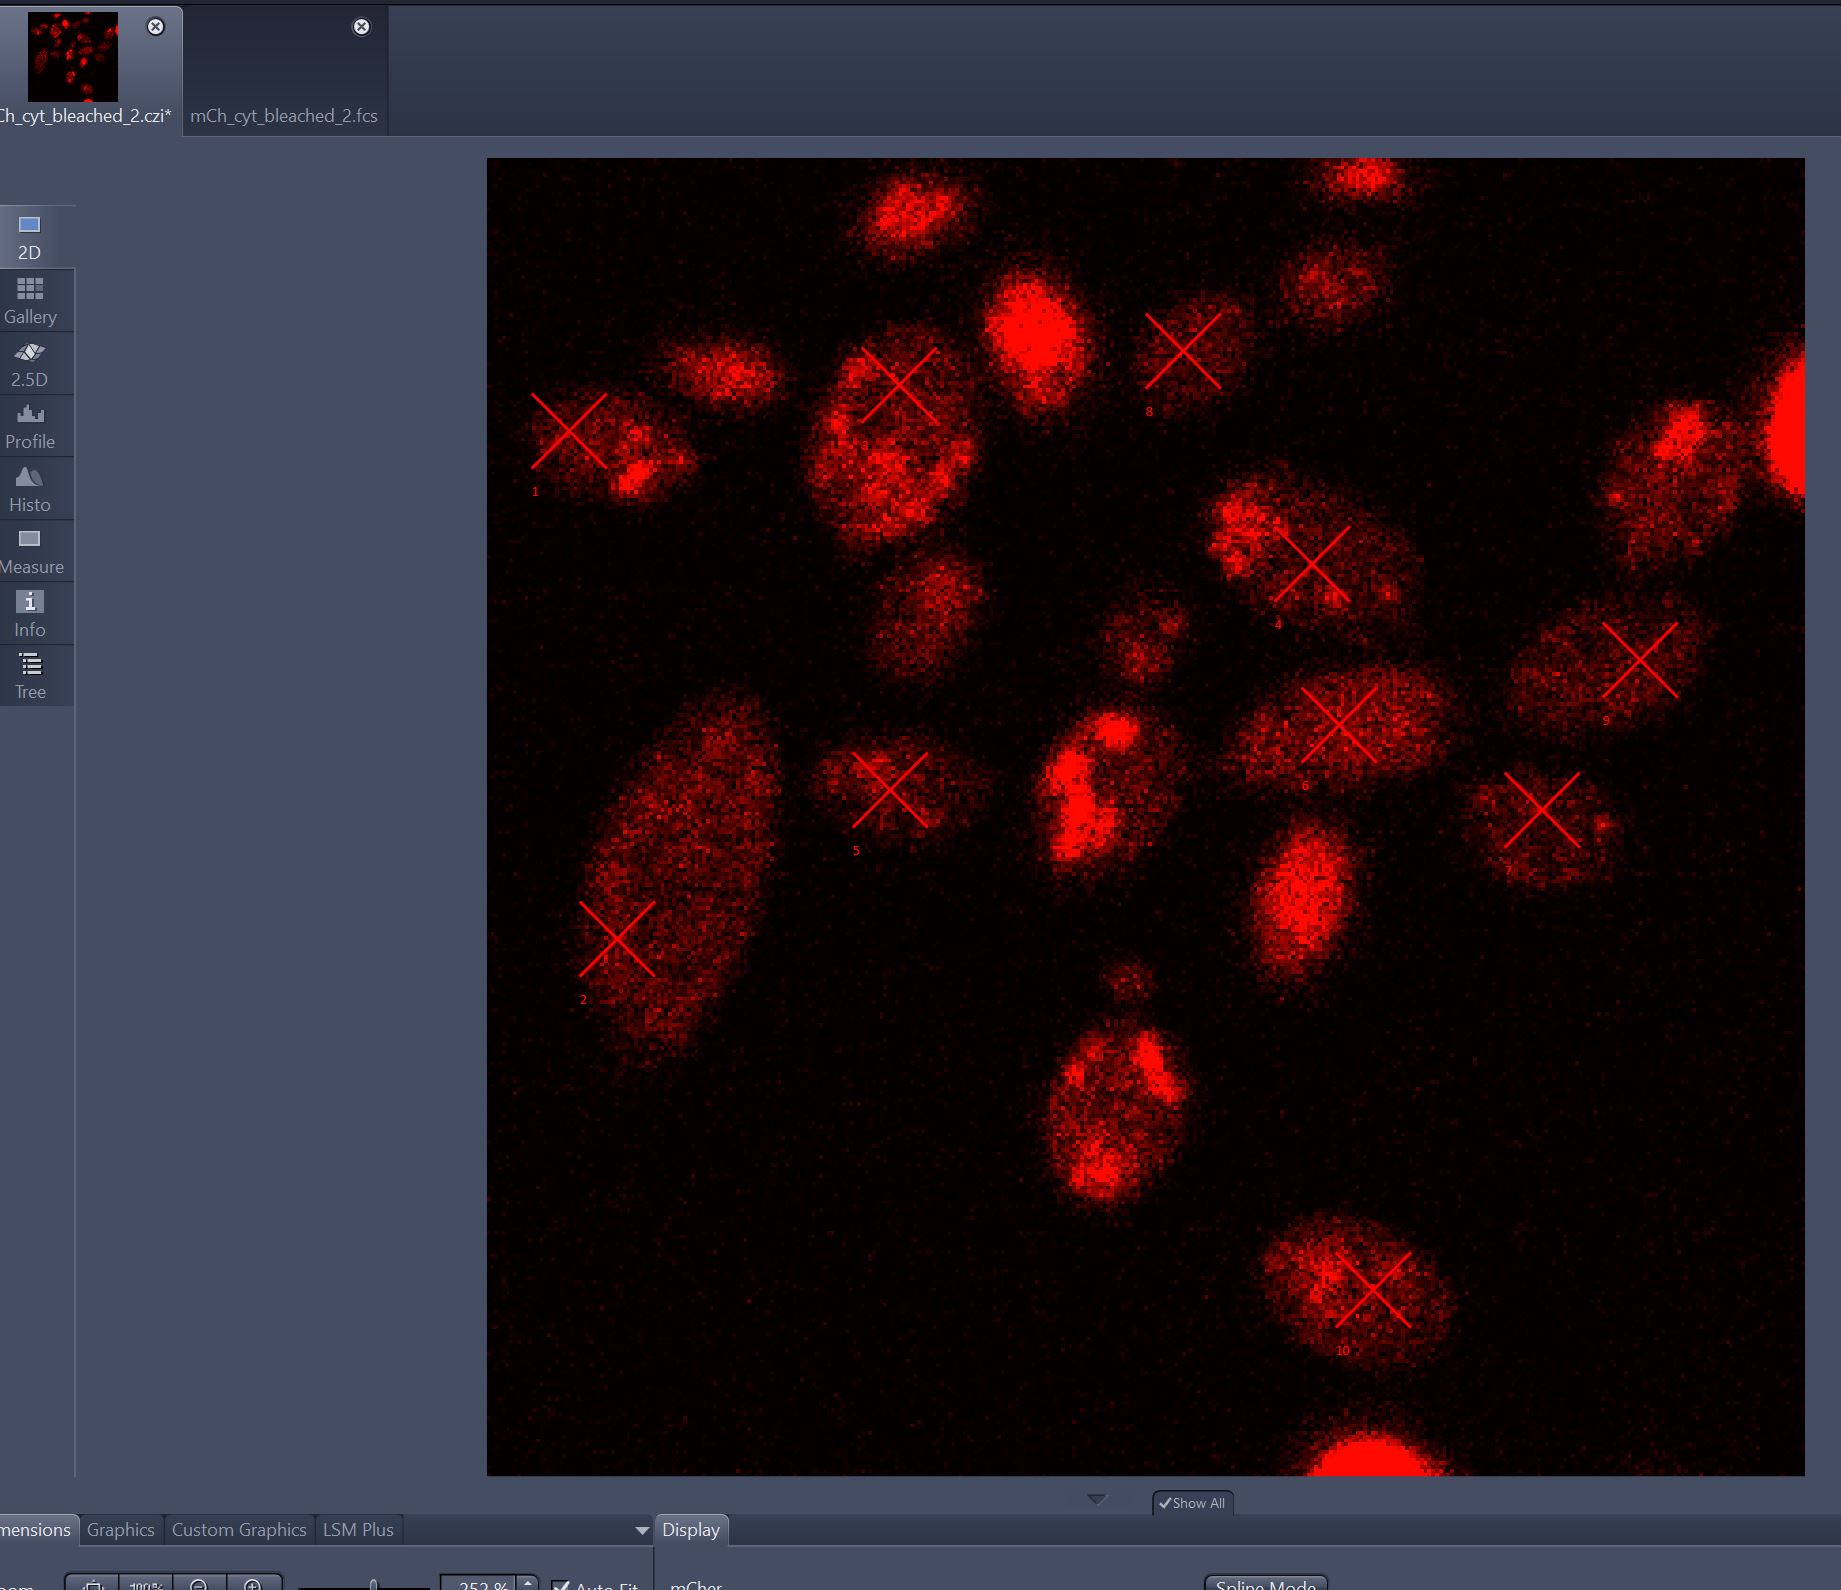 Ch_cyt_bleached_2.czi* mCh_cyt_bleached_2.fcs
2D
Gallery
2.5D
Profile
Histo
Measure
Info
Tree
8
1
3
4
9
6
5
7
2
10
Show All
mensions Graphics Custom Graphics LSM Plus Display
100% 252 % Auto Fit mCher Spline Mode